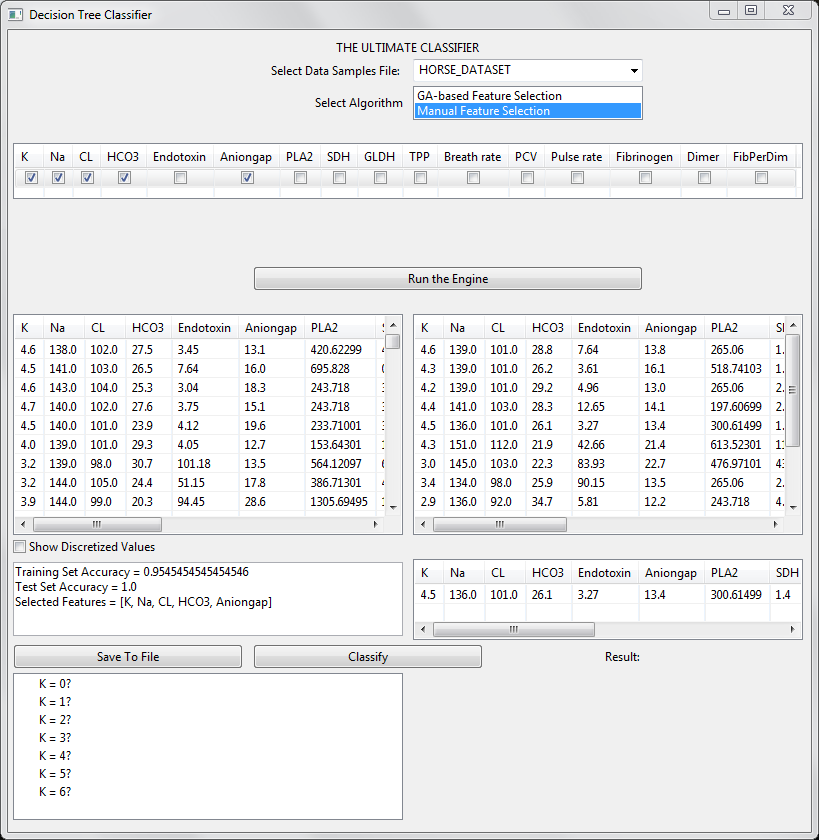 Decision Tree Classifier
THE ULTIMATE CLASSIFIER
Select Data Samples File: HORSE_DATASET
Select Algorithm GA-based Feature Selection
Manual Feature Selection
K Na CL HCO3 Endotoxin Aniongap PLA2 SDH GLDH TPP Breath rate PCV Pulse rate Fibrinogen Dimer FibPerDim
Run the Engine
K Na CL HCO3 Endotoxin Aniongap PLA2
4.6 138.0 102.0 27.5 3.45 13.1 420.62299
4.5 141.0 103.0 26.5 7.64 16.0 695.828
4.6 143.0 104.0 25.3 3.04 18.3 243.718
4.7 140.0 102.0 27.6 3.75 15.1 243.718
4.5 140.0 101.0 23.9 4.12 19.6 233.71001
4.0 139.0 101.0 29.3 4.05 12.7 153.64301
3.2 139.0 98.0 30.7 101.18 13.5 564.12097
3.2 144.0 105.0 24.4 51.15 17.8 386.71301
3.9 144.0 99.0 20.3 94.45 28.6 1305.69495
K Na CL HCO3 Endotoxin Aniongap PLA2
4.6 139.0 101.0 28.8 7.64 13.8 265.06 1.
4.3 139.0 101.0 26.2 3.61 16.1 518.74103 1.
4.2 139.0 101.0 29.2 4.96 13.0 265.06 2.
4.4 141.0 103.0 28.3 12.65 14.1 197.60699 2.
4.5 136.0 101.0 26.1 3.27 13.4 300.61499 1.
4.3 151.0 112.0 21.9 42.66 21.4 613.52301
3.0 145.0 103.0 22.3 83.93 22.7 476.97101
3.4 134.0 98.0 25.9 90.15 13.5 265.06 2.
2.9 136.0 92.0 34.7 5.81 12.2 243.718 4.
Show Discretized Values
Training Set Accuracy = 0.9545454545454546
Test Set Accuracy = 1.0
Selected Features = [K, Na, CL, HCO3, Aniongap]
K Na CL HCO3 Endotoxin Aniongap PLA2 SDH
4.5 136.0 101.0 26.1 3.27 13.4 300.61499 1.4
Save To File
Classify
Result:
K = 0?
K = 1?
K = 2?
K = 3?
K = 4?
K = 5?
K = 6?